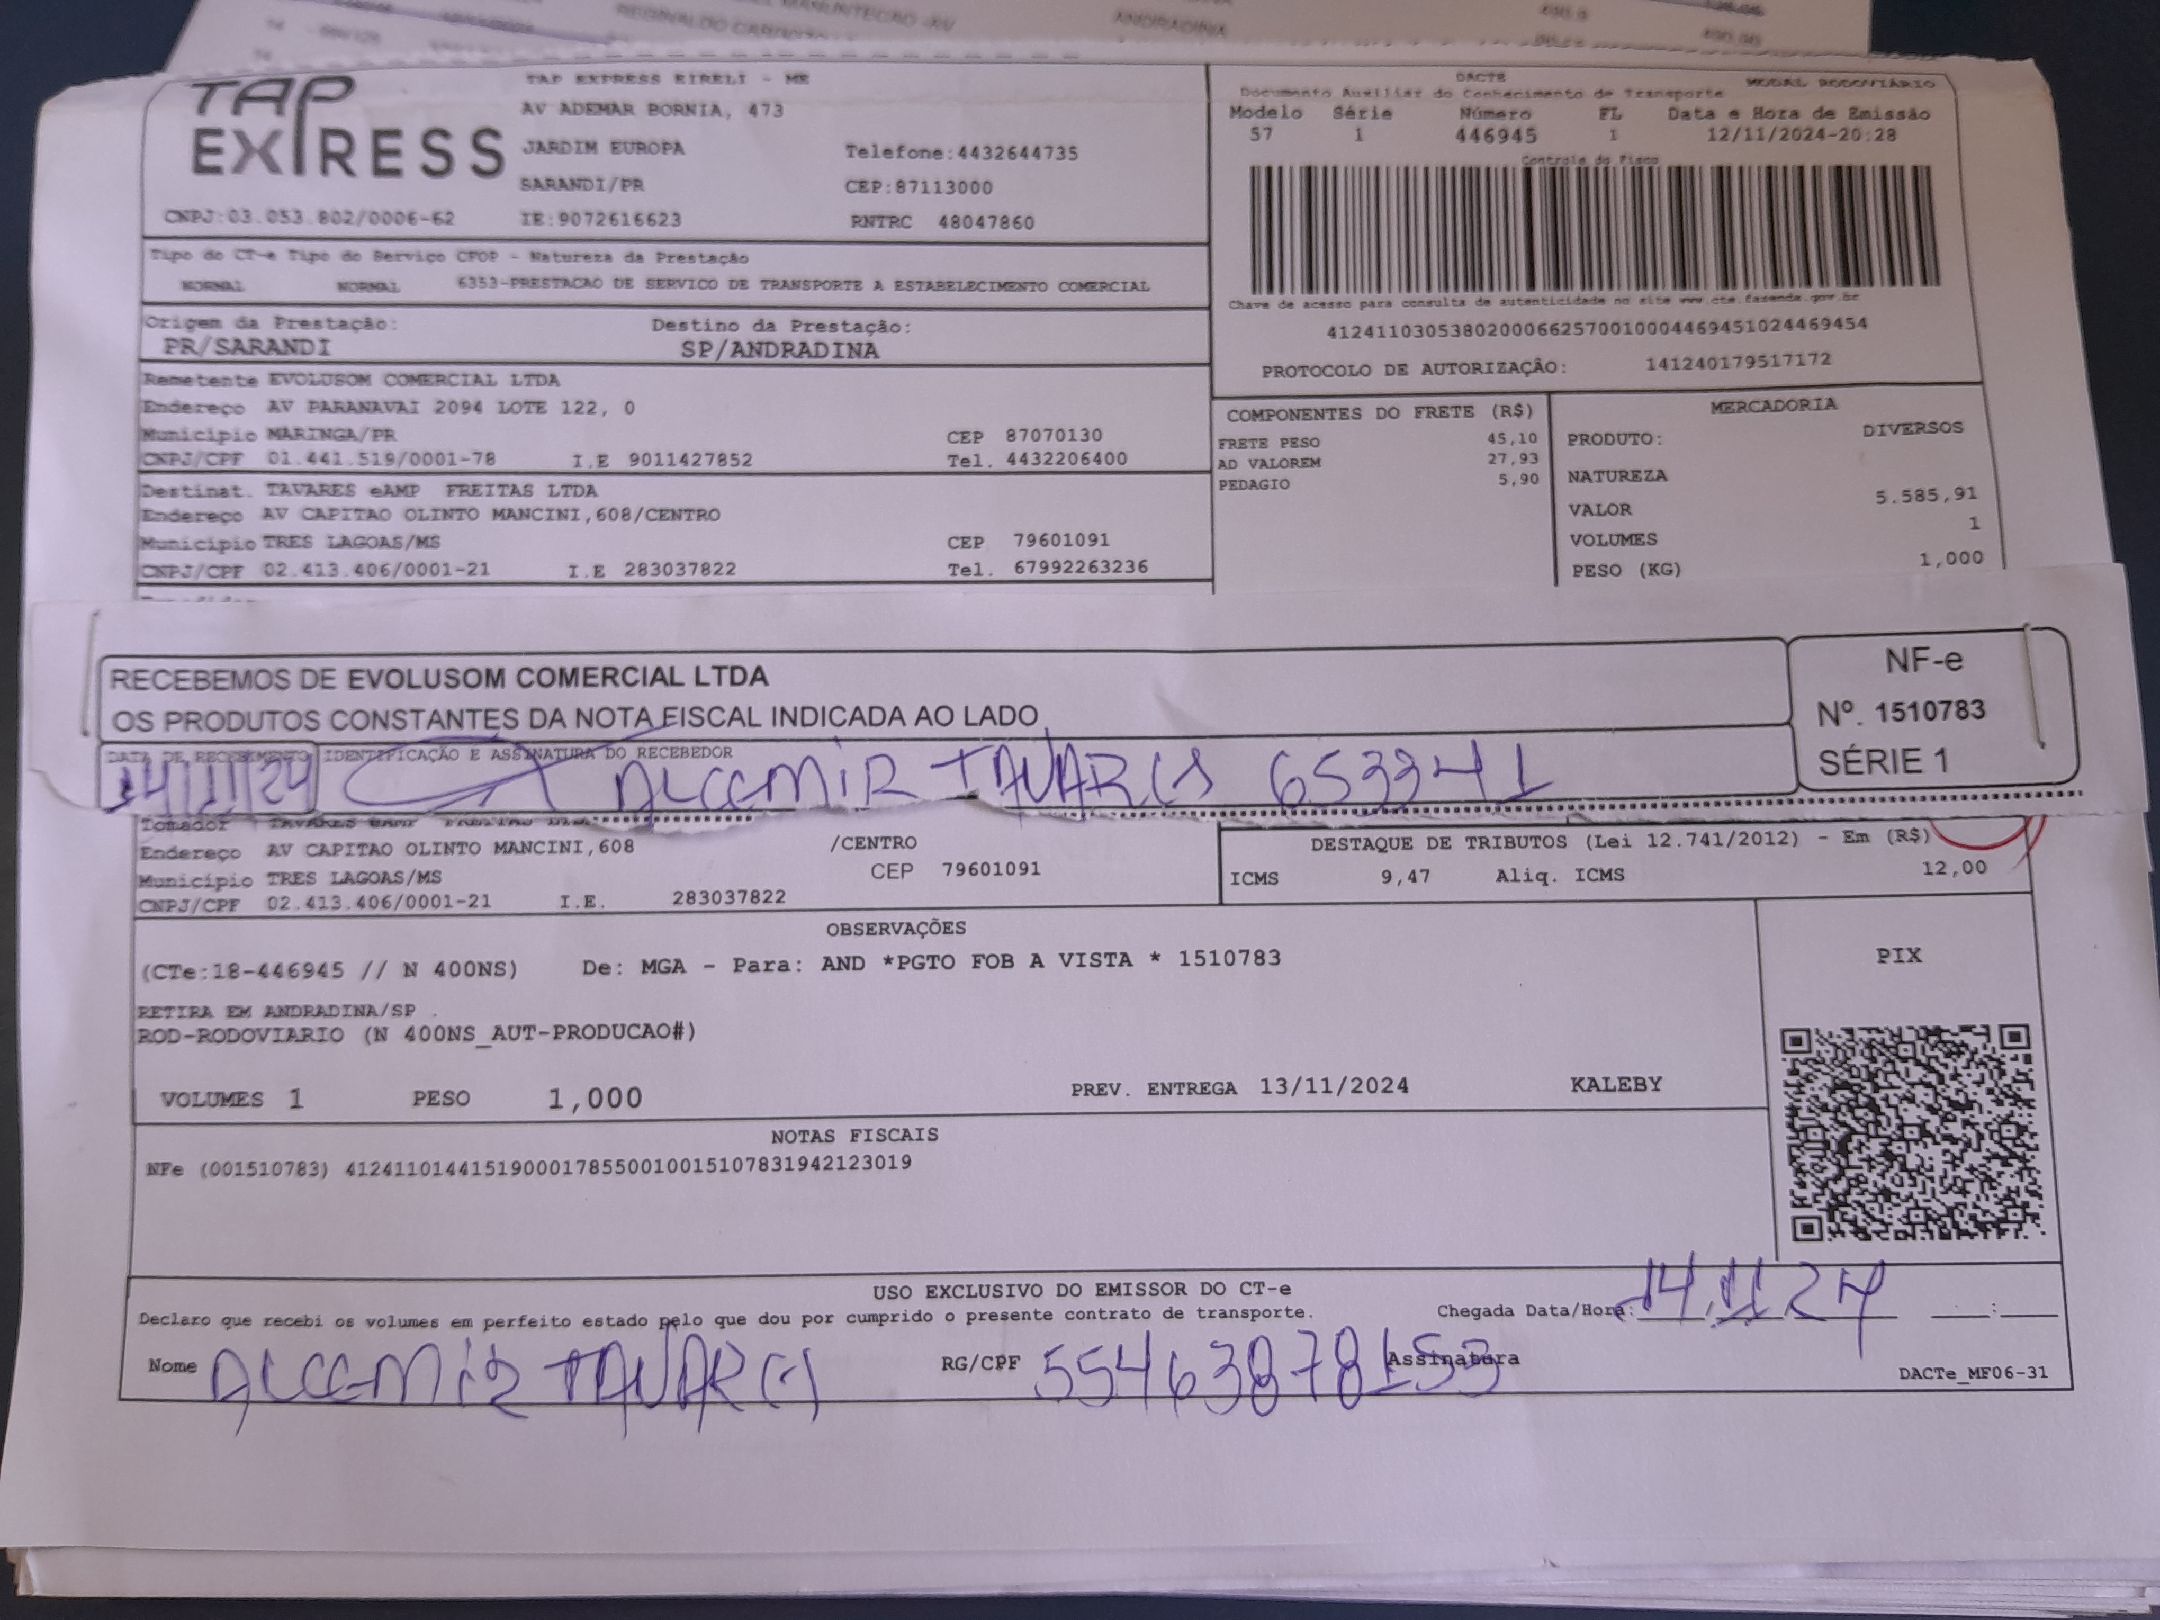 REGINALDO
ANDRADINA
TAP EXPRESS
TAP EXPRESS EIRELI - ME
AV ADEMAR BORNIA, 473
JARDIM EUROPA
Telefone:4432644735
SARANDI/PR
CEP:87113000
CNPJ:03.053.802/0006-62 IE:9072616623 RNTRC 48047860
DACTE MODAL RODOVIÁRIO
Documento Auxiliar do Conhecimento de Transporte
Modelo Série Número FL Data e Hora de Emissão
57 1 446945 1 12/11/2024-20:28
Controle do Fisco
Chave de acesso para consulta de autenticidade no site www.cte.fazenda.gov.br
41241103053802000662570010004469451024469454
PROTOCOLO DE AUTORIZAÇÃO: 141240179517172
Tipo do CT-e Tipo do Serviço CFOP - Natureza da Prestação
NORMAL NORMAL 6353-PRESTACAO DE SERVICO DE TRANSPORTE A ESTABELECIMENTO COMERCIAL
Origem da Prestação: Destino da Prestação:
PR/SARANDI SP/ANDRADINA
Remetente EVOLUSOM COMERCIAL LTDA
Endereço AV PARANAVAI 2094 LOTE 122, 0
Município MARINGA/PR CEP 87070130
CNPJ/CPF 01.441.519/0001-78 I.E 9011427852 Tel. 4432206400
Destinat. TAVARES eAMP FREITAS LTDA
Endereço AV CAPITAO OLINTO MANCINI,608/CENTRO
Município TRES LAGOAS/MS CEP 79601091
CNPJ/CPF 02.413.406/0001-21 I.E 283037822 Tel. 67992263236
COMPONENTES DO FRETE (R$)
FRETE PESO 45,10
AD VALOREM 27,93
PEDAGIO 5,90
MERCADORIA
PRODUTO: DIVERSOS
NATUREZA
VALOR 5.585,91
VOLUMES 1
PESO (KG) 1,000
RECEBEMOS DE EVOLUSOM COMERCIAL LTDA
OS PRODUTOS CONSTANTES DA NOTA FISCAL INDICADA AO LADO
NF-e
Nº. 1510783
SÉRIE 1
DATA DE RECEBIMENTO IDENTIFICAÇÃO E ASSINATURA DO RECEBEDOR
14/11/24 ALCEMIR TAVARES 653341
Tomador TAVARES eAMP FREITAS
Endereço AV CAPITAO OLINTO MANCINI,608 /CENTRO
Município TRES LAGOAS/MS CEP 79601091
CNPJ/CPF 02.413.406/0001-21 I.E. 283037822
DESTAQUE DE TRIBUTOS (Lei 12.741/2012) - Em (R$)
ICMS 9,47 Aliq. ICMS 12,00
OBSERVAÇÕES
(CTe:18-446945 // N 400NS) De: MGA - Para: AND *PGTO FOB A VISTA * 1510783
RETIRA EM ANDRADINA/SP .
ROD-RODOVIARIO (N 400NS_AUT-PRODUCAO#)
VOLUMES 1 PESO 1,000 PREV. ENTREGA 13/11/2024 KALEBY
PIX
NOTAS FISCAIS
NFe (001510783) 41241101441519000178550010015107831942123019
USO EXCLUSIVO DO EMISSOR DO CT-e
Declaro que recebi os volumes em perfeito estado pelo que dou por cumprido o presente contrato de transporte. Chegada Data/Hora: 14.11.24 __:__
Nome ALCEMIR TAVARES RG/CPF 55463878153 Assinatura
DACTe_MF06-31